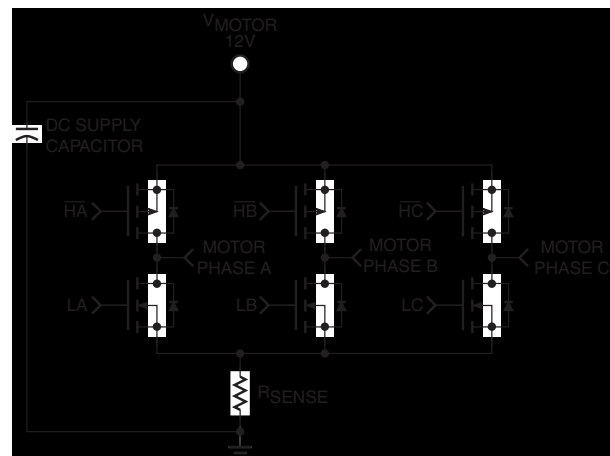 VMOTOR
12V
DC SUPPLY
CAPACITOR
HA
HB
HC
MOTOR
PHASE A
MOTOR
PHASE B
MOTOR
PHASE C
LA
LB
LC
RSENSE